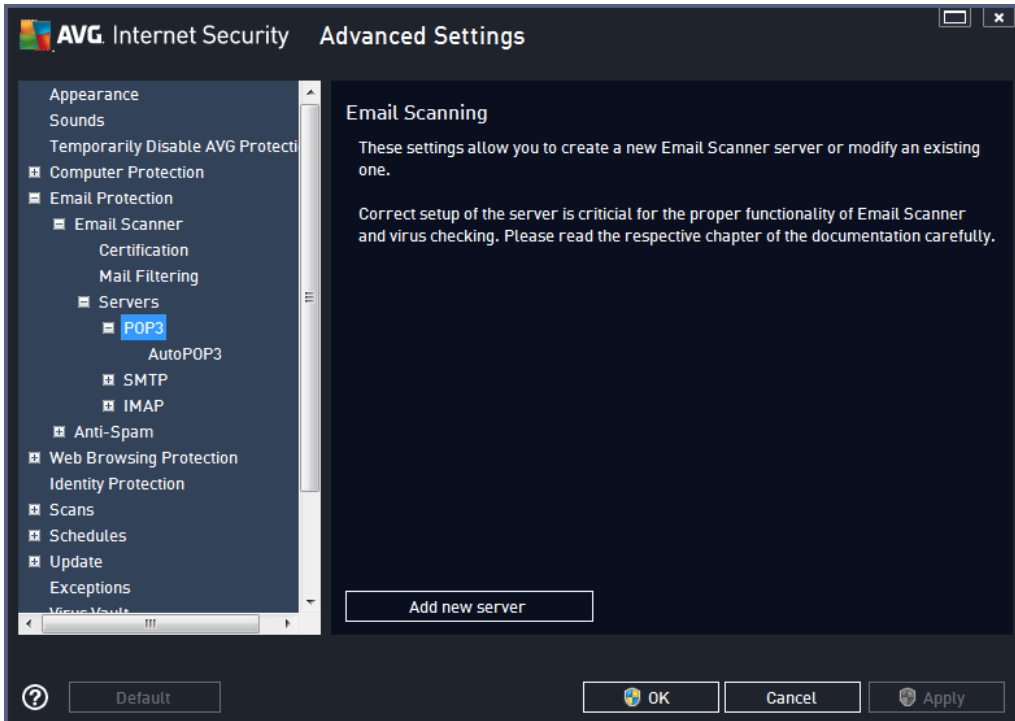 AVG. Internet Security Advanced Settings
Appearance
Sounds
Temporarily Disable AVG Protecti
Computer Protection
Email Protection
Email Scanner
Certification
Mail Filtering
Servers
POP3
AutoPOP3
SMTP
IMAP
Anti-Spam
Web Browsing Protection
Identity Protection
Scans
Schedules
Update
Exceptions
Virus Vault
Email Scanning
These settings allow you to create a new Email Scanner server or modify an existing
one.
Correct setup of the server is criticial for the proper functionality of Email Scanner
and virus checking. Please read the respective chapter of the documentation carefully.
Add new server
Default
OK
Cancel
Apply